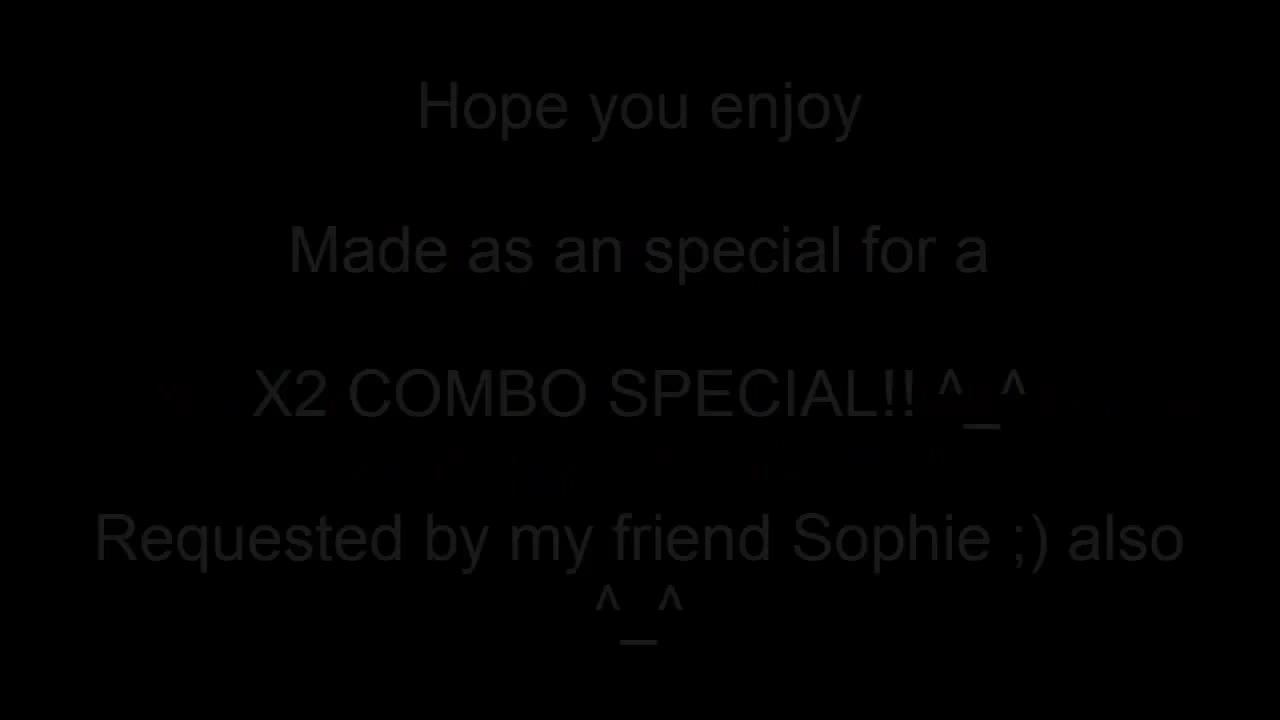 Hope you enjoy
Made as an special for a
X2 COMBO SPECIAL!! ^_^
Requested by my friend Sophie ;) also
^_^